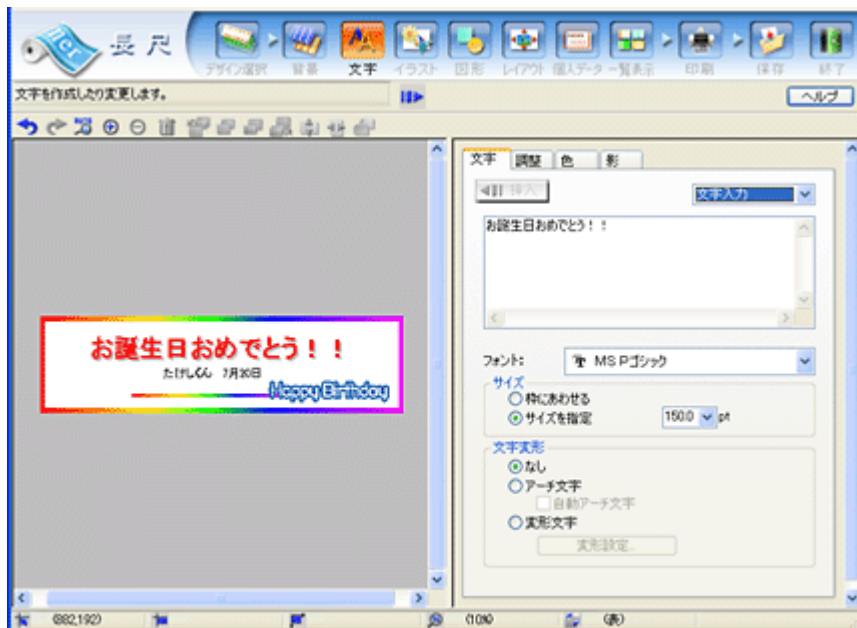 長尺
デザイン選択
背景
文字
イラスト
図形
レイアウト
個人データ
一覧表示
印刷
保存
終了
文字を作成したり変更します。
ヘルプ
お誕生日おめでとう！！
たけしくん 7月30日
Happy Birthday
文字
調整
色
影
挿入
文字入力
お誕生日おめでとう！！
フォント:
MS Pゴシック
サイズ
枠にあわせる
サイズを指定
150.0
pt
文字変形
なし
アーチ文字
自動アーチ文字
変形文字
変形設定...
(882,192)
(10%)
(表)